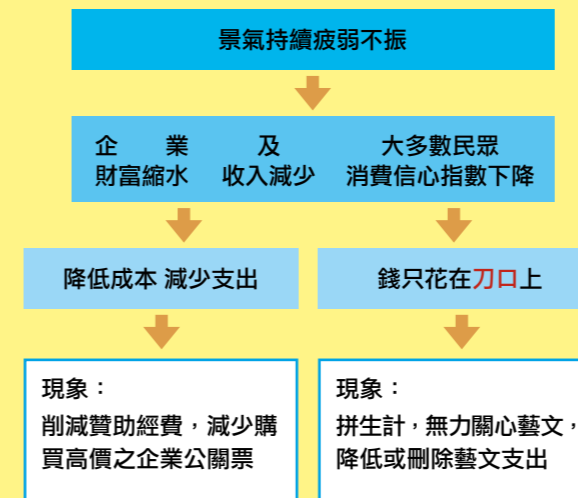 景氣持續疲弱不振
企業及大多數民眾
財富縮水 收入減少 消費信心指數下降
降低成本 減少支出
錢只花在刀口上
現象：
削減贊助經費，減少購
買高價之企業公關票
現象：
拼生計，無力關心藝文，
降低或刪除藝文支出